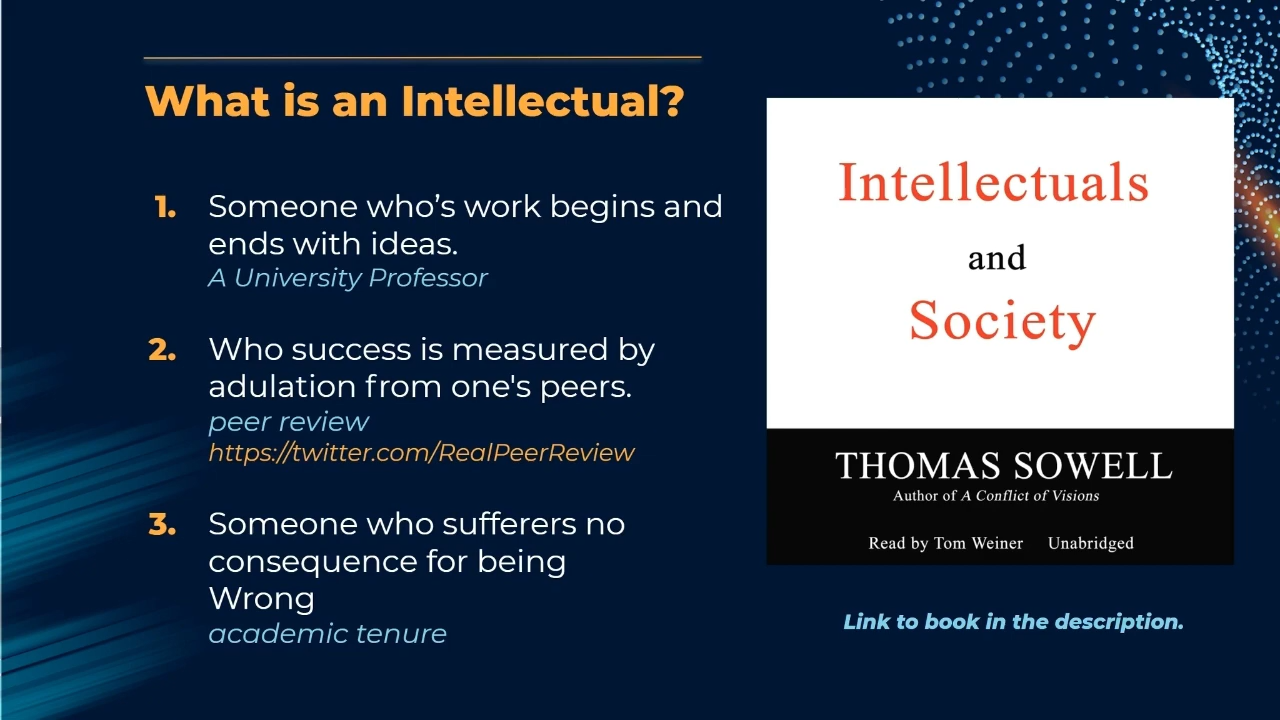 What is an Intellectual?
1. Someone who’s work begins and
ends with ideas.
A University Professor
2. Who success is measured by
adulation from one's peers.
peer review
https://twitter.com/RealPeerReview
3. Someone who sufferers no
consequence for being
Wrong
academic tenure
Intellectuals
and
Society
THOMAS SOWELL
Author of A Conflict of Visions
Read by Tom Weiner Unabridged
Link to book in the description.